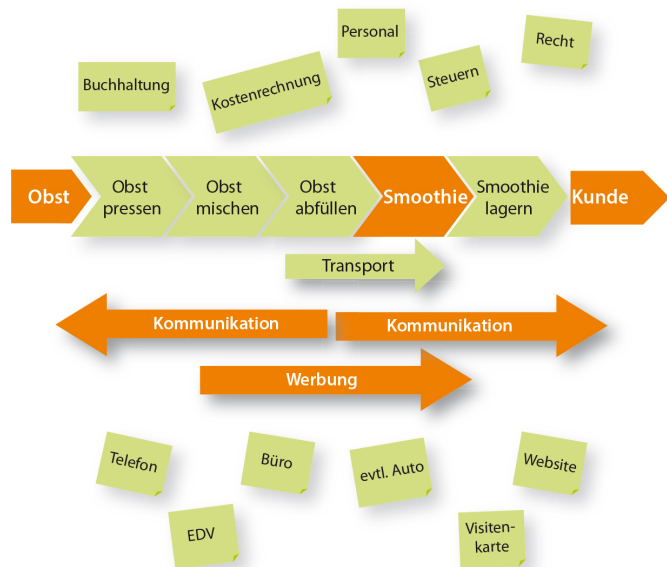 Personal
Recht
Buchhaltung
Kostenrechnung
Steuern
Obst
Obst
pressen
Obst
mischen
Obst
abfüllen
Smoothie
Smoothie
lagern
Kunde
Transport
Kommunikation
Kommunikation
Werbung
Telefon
Büro
evtl. Auto
Website
EDV
Visiten-
karte